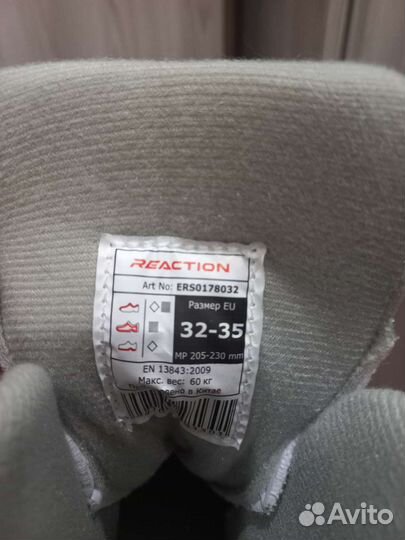 REACTION
Art No: ERS0178032
Размер EU
32-35
MP 205-230 mm
EN 13843:2009
Макс. вес: 60 кг
в Китае
Avito